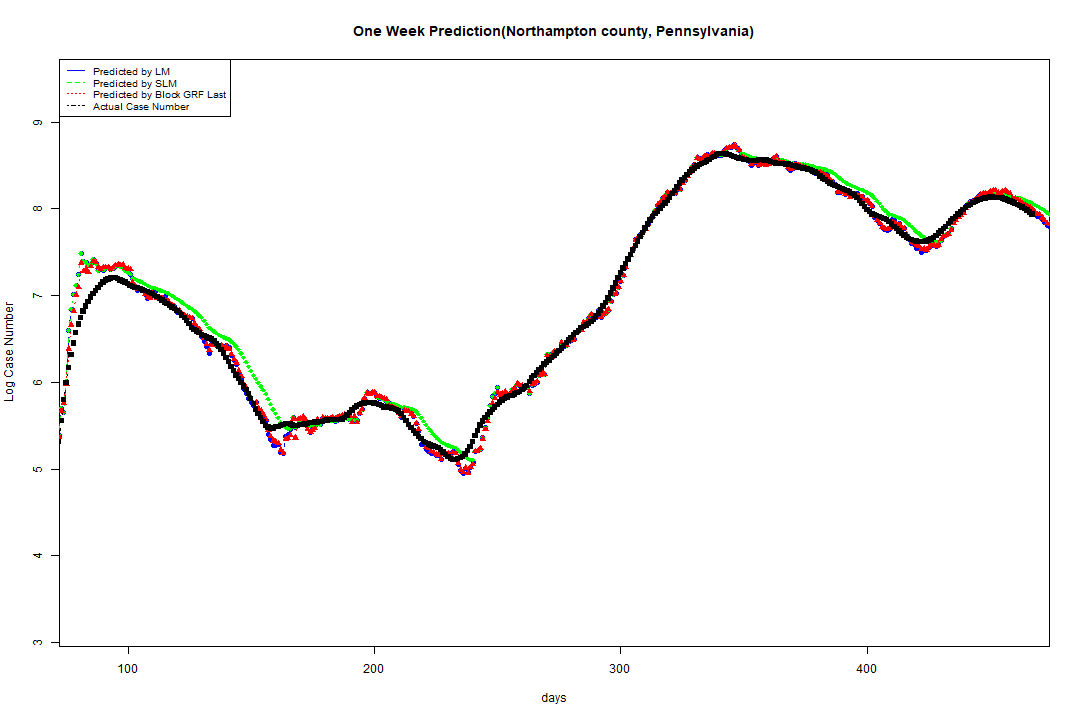 One Week Prediction(Northampton county, Pennsylvania)
Predicted by LM
Predicted by SLM
Predicted by Block GRF Last
Actual Case Number
9
8
7
6
5
4
3
Log Case Number
100 200 300 400
days